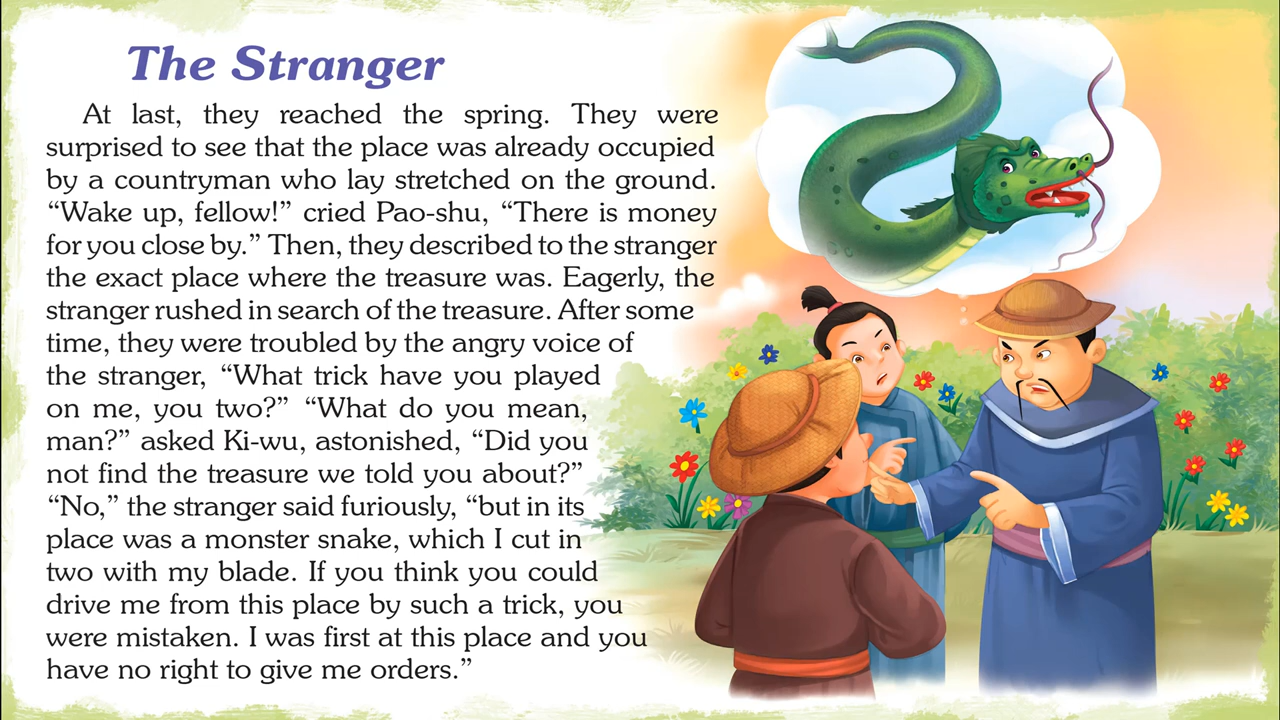 The Stranger
At last, they reached the spring. They were
surprised to see that the place was already occupied
by a countryman who lay stretched on the ground.
“Wake up, fellow!” cried Pao-shu, “There is money
for you close by.” Then, they described to the stranger
the exact place where the treasure was. Eagerly, the
stranger rushed in search of the treasure. After some
time, they were troubled by the angry voice of
the stranger, “What trick have you played
on me, you two?” “What do you mean,
man?” asked Ki-wu, astonished, “Did you
not find the treasure we told you about?”
“No,” the stranger said furiously, “but in its
place was a monster snake, which I cut in
two with my blade. If you think you could
drive me from this place by such a trick, you
were mistaken. I was first at this place and you
have no right to give me orders.”